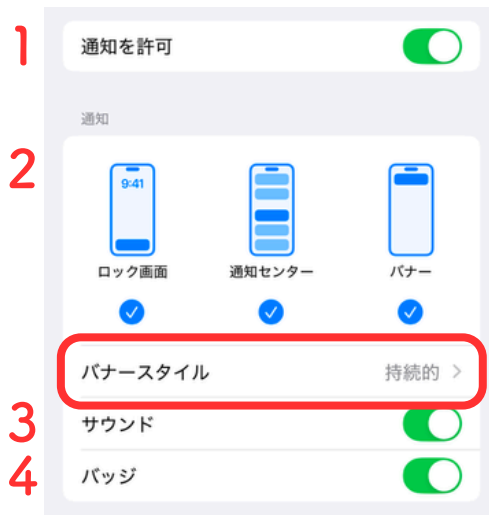 1 通知を許可
通知
2
9:41
ロック画面 通知センター バナー
バナースタイル 持続的
3 サウンド
4 バッジ